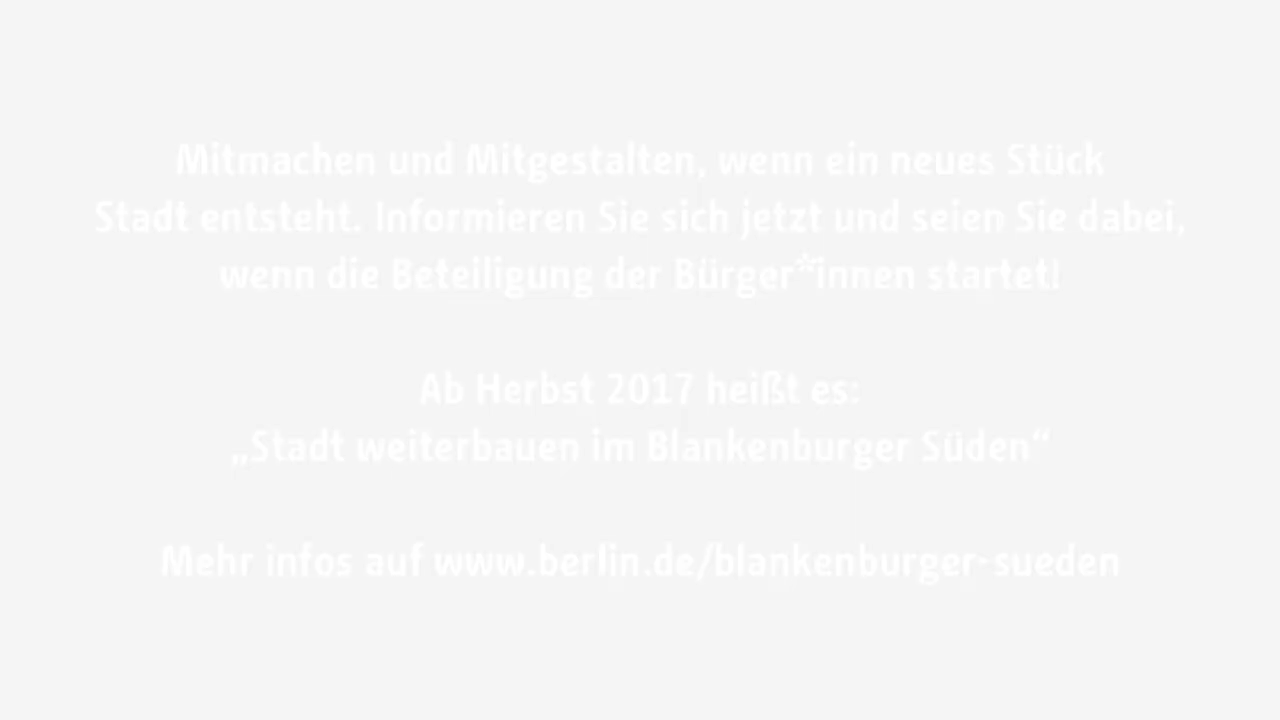 Mitmachen und Mitgestalten, wenn ein neues Stück
Stadt entsteht. Informieren Sie sich jetzt und seien Sie dabei,
wenn die Beteiligung der Bürger*innen startet!
Ab Herbst 2017 heißt es:
„Stadt weiterbauen im Blankenburger Süden“
Mehr infos auf www.berlin.de/blankenburger-sueden